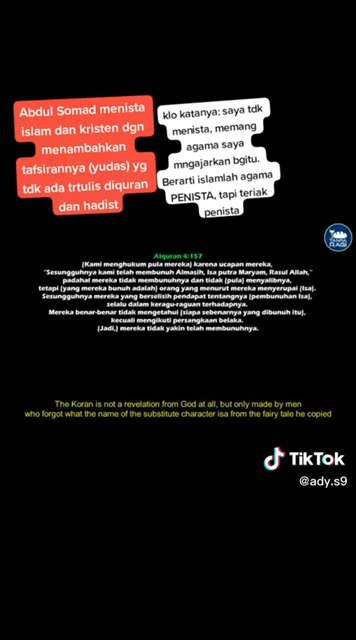 Abdul Somad menista
islam dan kristen dgn
menambahkan
tafsirannya (yudas) yg
tdk ada trtulis diquran
dan hadist
klo katanya: saya tdk
menista, memang
agama saya
mngajarkan bgitu.
Berarti islamlah agama
PENISTA, tapi teriak
penista
Alquran 4:157
(Kami menghukum pula mereka) karena ucapan mereka,
"Sesungguhnya kami telah membunuh Almasih, Isa putra Maryam, Rasul Allah,"
padahal mereka tidak membunuhnya dan tidak (pula) menyalibnya,
tetapi (yang mereka bunuh adalah) orang yang menurut mereka menyerupai (Isa).
Sesungguhnya mereka yang berselisih pendapat tentangnya (pembunuhan Isa),
selalu dalam keragu-raguan terhadapnya.
Mereka benar-benar tidak mengetahui (siapa sebenarnya yang dibunuh itu),
kecuali mengikuti persangkaan belaka.
(Jadi,) mereka tidak yakin telah membunuhnya.
The Koran is not a revelation from God at all, but only made by men
who forgot what the name of the substitute character isa from the fairy tale he copied
TikTok
@ady.s9